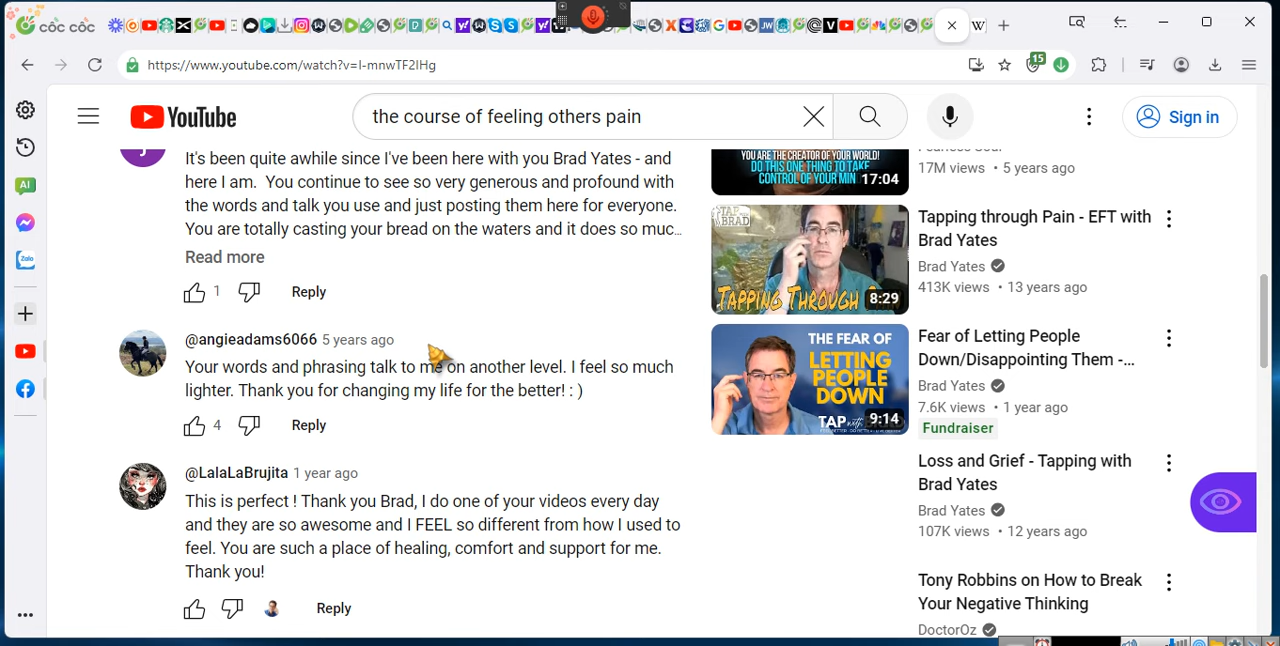 cốc cốc
https://www.youtube.com/watch?v=I-mnwTF2IHg
15
AI
Zalo
YouTube
the course of feeling others pain
Sign in
It's been quite awhile since I've been here with you Brad Yates - and
here I am. You continue to see so very generous and profound with
the words and talk you use and just posting them here for everyone.
You are totally casting your bread on the waters and it does so muc...
Read more
1
Reply
@angieadams6066 5 years ago
Your words and phrasing talk to me on another level. I feel so much
lighter. Thank you for changing my life for the better! : )
4
Reply
@LalaLaBrujita 1 year ago
This is perfect ! Thank you Brad, I do one of your videos every day
and they are so awesome and I FEEL so different from how I used to
feel. You are such a place of healing, comfort and support for me.
Thank you!
Reply
YOU ARE THE CREATOR OF YOUR WORLD!
DO THIS ONE THING TO TAKE
CONTROL OF YOUR MIN
17:04
17M views • 5 years ago
TAP WITH BRAD
TAPPING THROUGH
8:29
Tapping through Pain - EFT with
Brad Yates
Brad Yates
413K views • 13 years ago
THE FEAR OF
LETTING
PEOPLE
DOWN
TAP with
9:14
Fear of Letting People
Down/Disappointing Them -...
Brad Yates
7.6K views • 1 year ago
Fundraiser
Loss and Grief - Tapping with
Brad Yates
Brad Yates
107K views • 12 years ago
Tony Robbins on How to Break
Your Negative Thinking
DoctorOz